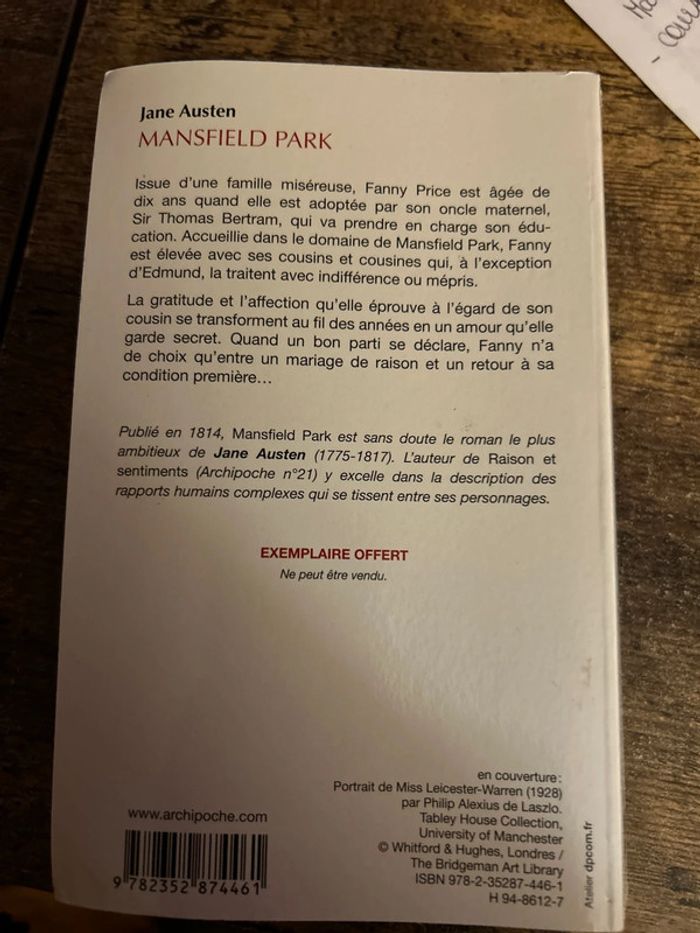 Jane Austen
MANSFIELD PARK
Issue d'une famille miséreuse, Fanny Price est âgée de
dix ans quand elle est adoptée par son oncle maternel,
Sir Thomas Bertram, qui va prendre en charge son édu-
cation. Accueillie dans le domaine de Mansfield Park, Fanny
est élevée avec ses cousins et cousines qui, à l'exception
d'Edmund, la traitent avec indifférence ou mépris.
La gratitude et l'affection qu'elle éprouve à l'égard de son
cousin se transforment au fil des années en un amour qu'elle
garde secret. Quand un bon parti se déclare, Fanny n'a
de choix qu'entre un mariage de raison et un retour à sa
condition première…
Publié en 1814, Mansfield Park est sans doute le roman le plus
ambitieux de Jane Austen (1775-1817). L'auteur de Raison et
sentiments (Archipoche n°21) y excelle dans la description des
rapports humains complexes qui se tissent entre ses personnages.
EXEMPLAIRE OFFERT
Ne peut être vendu.
en couverture :
Portrait de Miss Leicester-Warren (1928)
par Philip Alexius de Laszlo.
Tabley House Collection,
University of Manchester
© Whitford & Hughes, Londres /
The Bridgeman Art Library
ISBN 978-2-35287-446-1
H 94-8612-7
www.archipoche.com
9 782352 874461
Atelier dpcom.fr